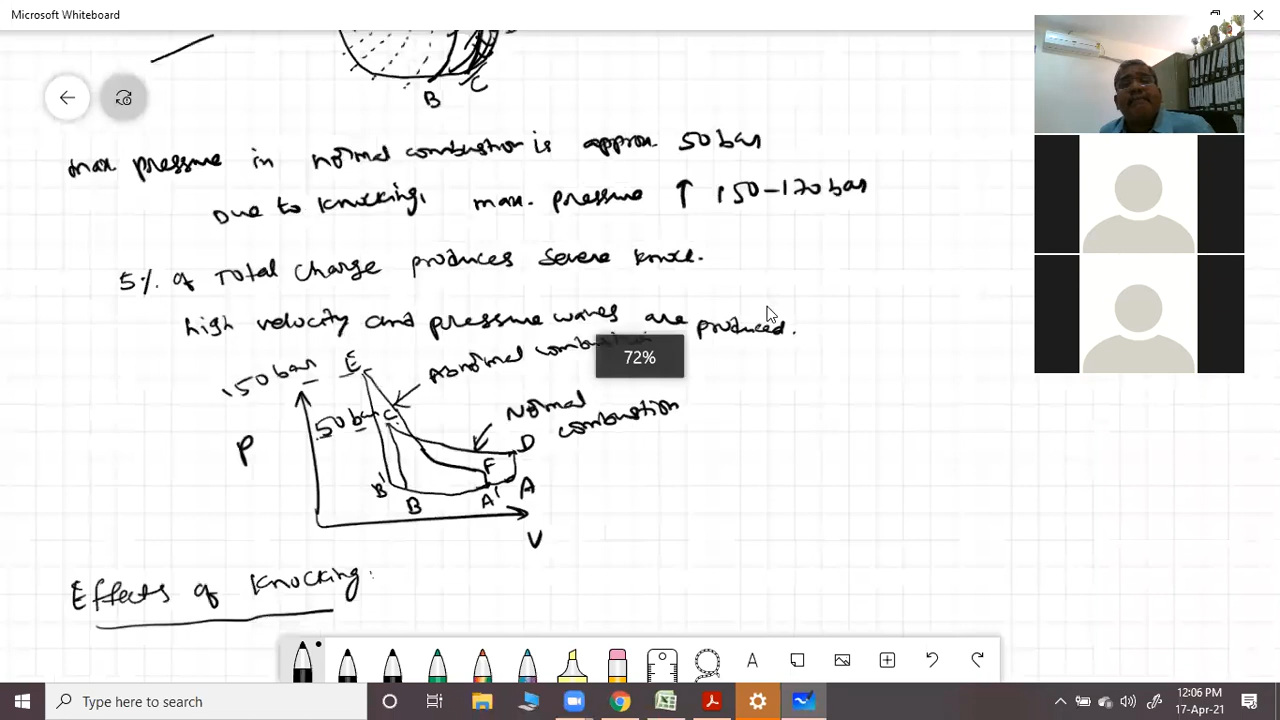 Microsoft Whiteboard
B
C
max pressure in normal combustion is approx. 50 bar
Due to knocking, max. pressure ↑ 150-170 bar
5% of Total charge produces severe knock.
high velocity and pressure waves are produced.
Abnormal
72%
150 bar
E
50 bar
C
Normal
combustion
P
D
F
B'
B
A'
A
V
Effects of Knocking:
A
Type here to search
12:06 PM
17-Apr-21